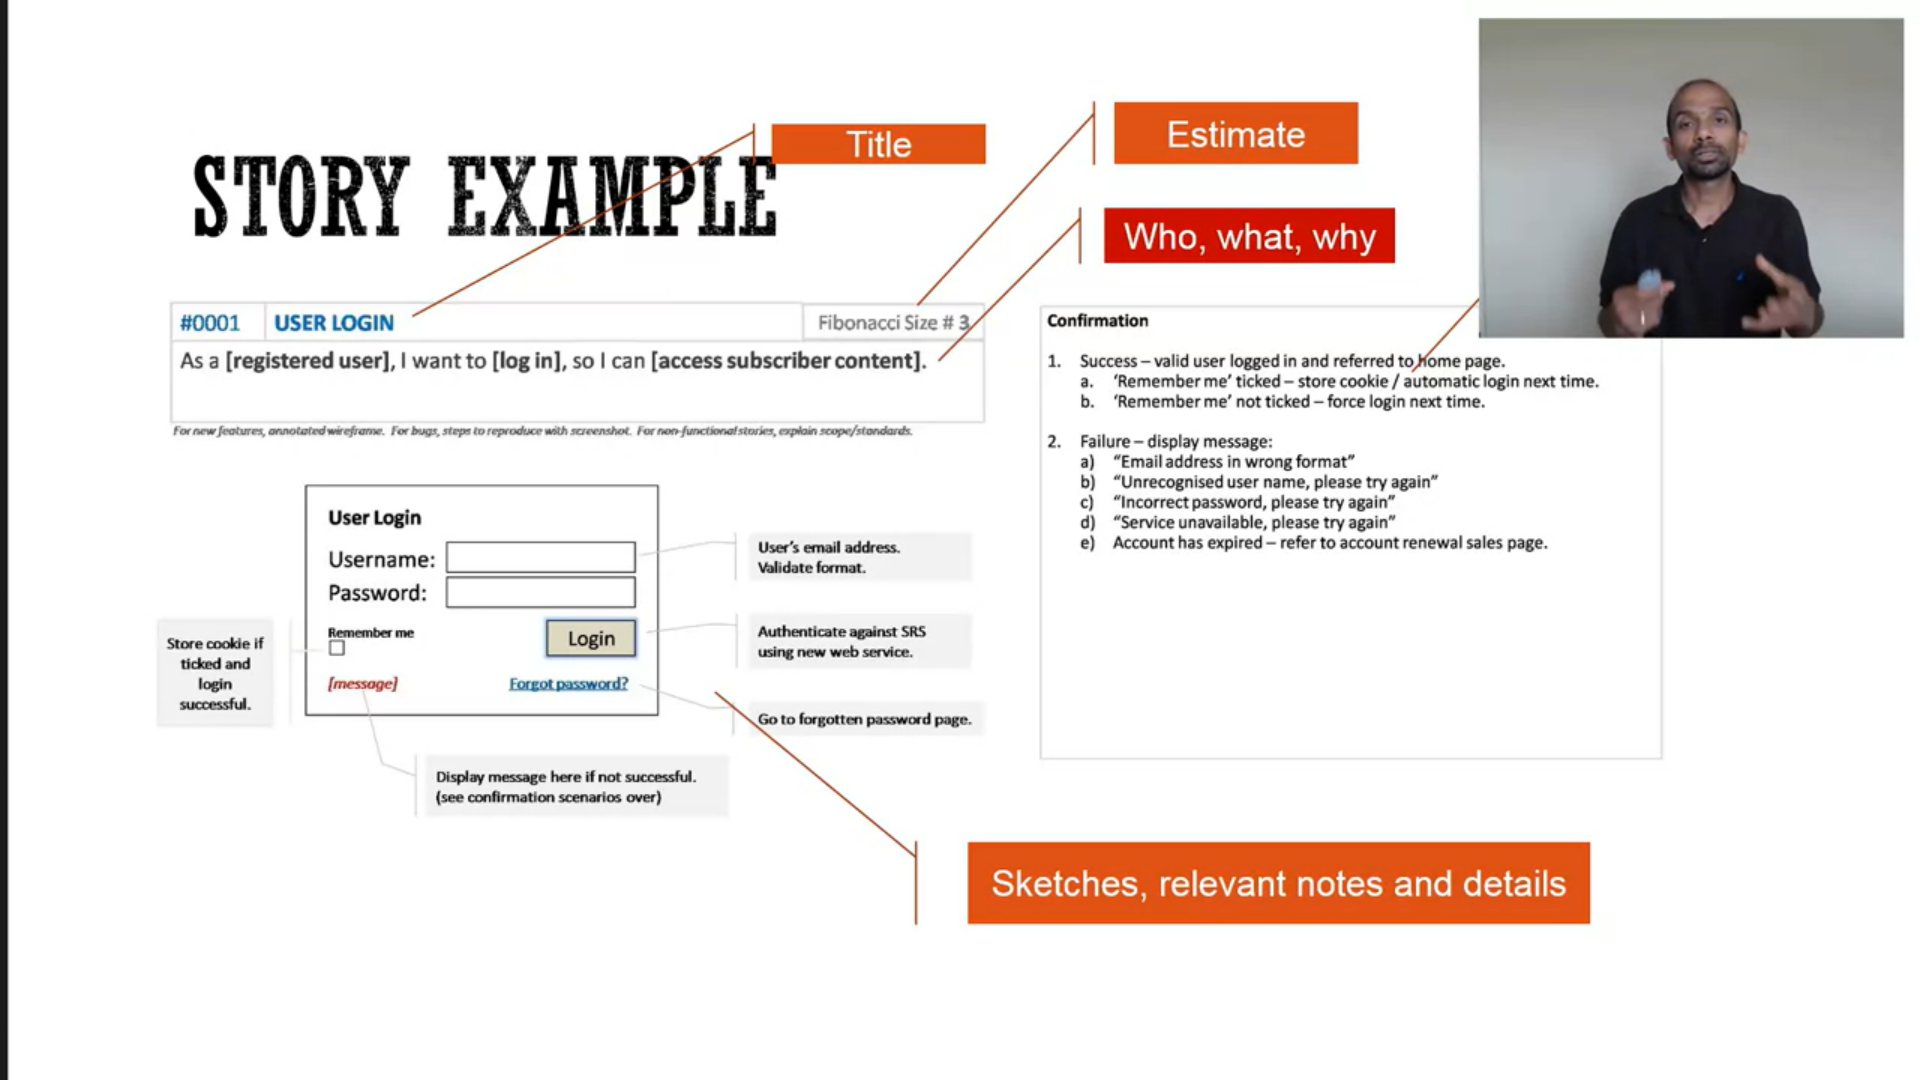 STORY EXAMPLE
Title
Estimate
Who, what, why
#0001
USER LOGIN
Fibonacci Size # 3
As a [registered user], I want to [log in], so I can [access subscriber content].
For new features, annotated wireframe. For bugs, steps to reproduce with screenshot. For non-functional stories, explain scope/standards.
User Login
Username:
Password:
Remember me
Login
[message]
Forgot password?
User's email address.
Validate format.
Authenticate against SRS
using new web service.
Go to forgotten password page.
Store cookie if
ticked and
login
successful.
Display message here if not successful.
(see confirmation scenarios over)
Confirmation
1. Success – valid user logged in and referred to home page.
a. ‘Remember me’ ticked – store cookie / automatic login next time.
b. ‘Remember me’ not ticked – force login next time.
2. Failure – display message:
a) “Email address in wrong format”
b) “Unrecognised user name, please try again”
c) “Incorrect password, please try again”
d) “Service unavailable, please try again”
e) Account has expired – refer to account renewal sales page.
Sketches, relevant notes and details